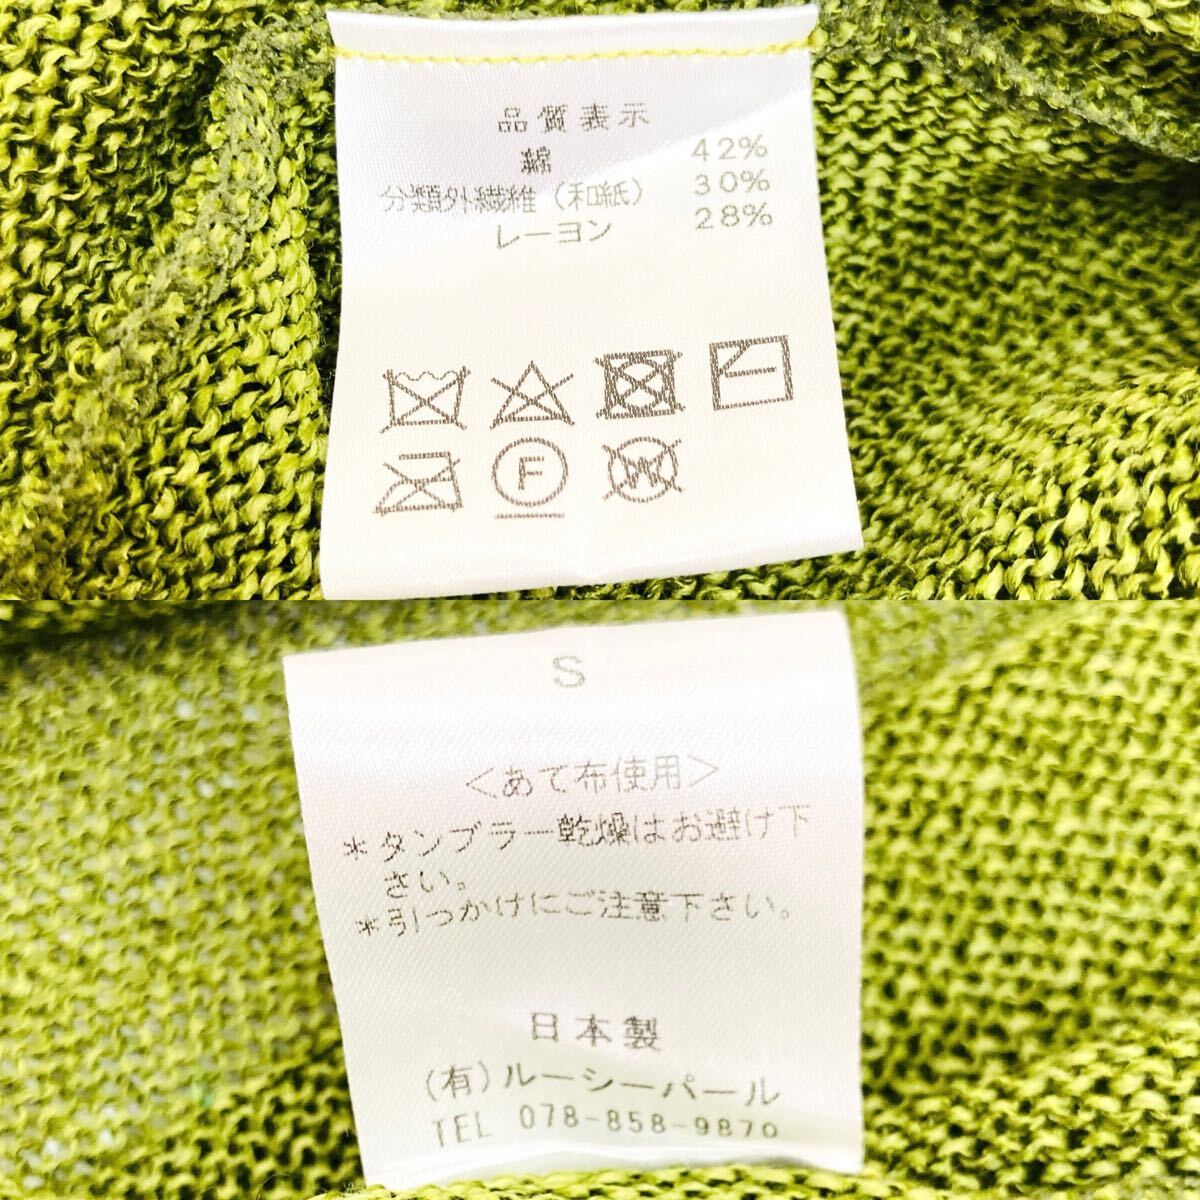 品質表示
綿 42%
分類外繊維(和紙) 30%
レーヨン 28%
F
W
S
<あて布使用>
*タンブラー乾燥はお避け下
さい。
*引っかけにご注意下さい。
日本製
(有)ルーシーパール
TEL 078-858-9870